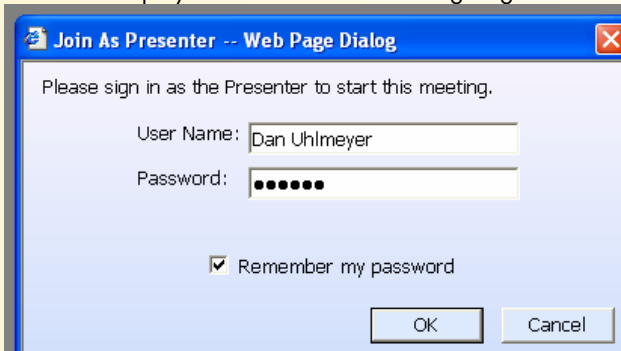 Join As Presenter -- Web Page Dialog
Please sign in as the Presenter to start this meeting.
User Name: Dan Uhlmeyer
Password: ●●●●●●
Remember my password
OK Cancel